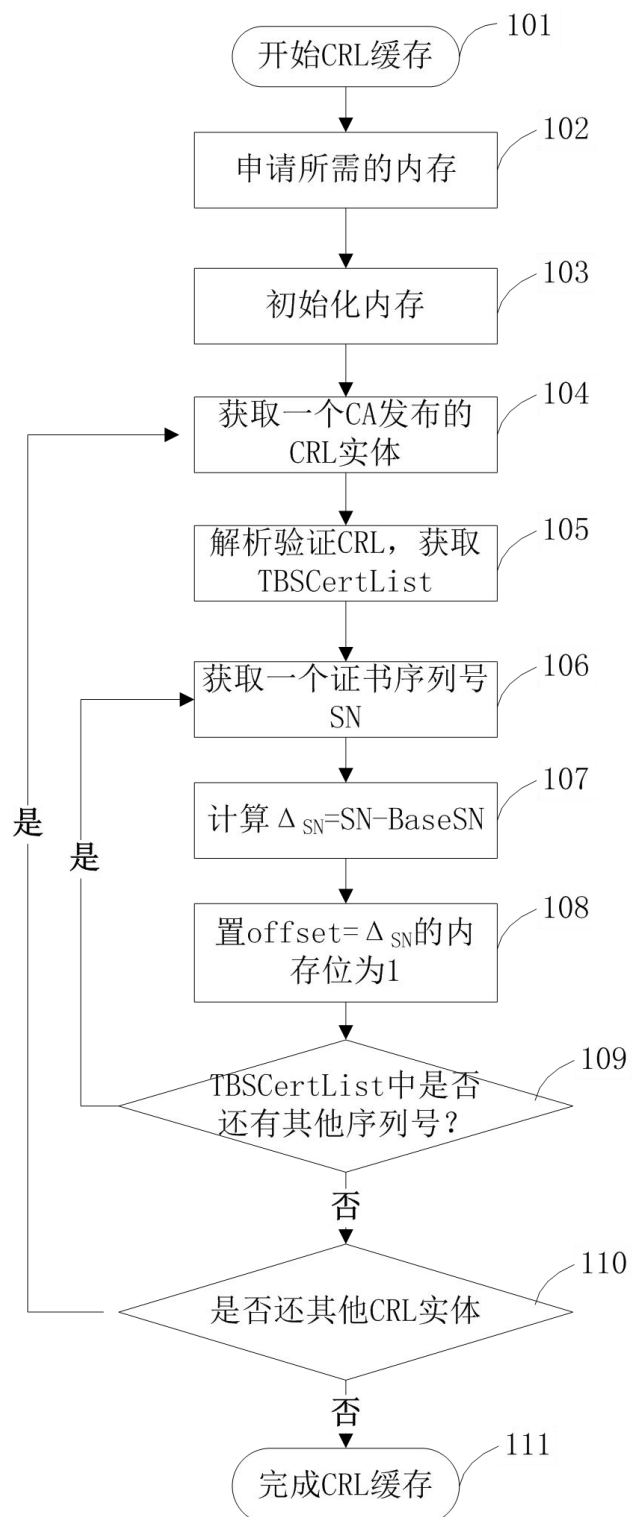 101
开始CRL缓存
102
申请所需的内存
103
初始化内存
104
获取一个CA发布的
CRL实体
105
解析验证CRL，获取
TBSCertList
106
获取一个证书序列号
SN
107
计算Δ_SN=SN-BaseSN
108
置offset=Δ_SN的内
存位为1
109
TBSCertList中是否
还有其他序列号？
是
是
否
110
是否还其他CRL实体
否
111
完成CRL缓存